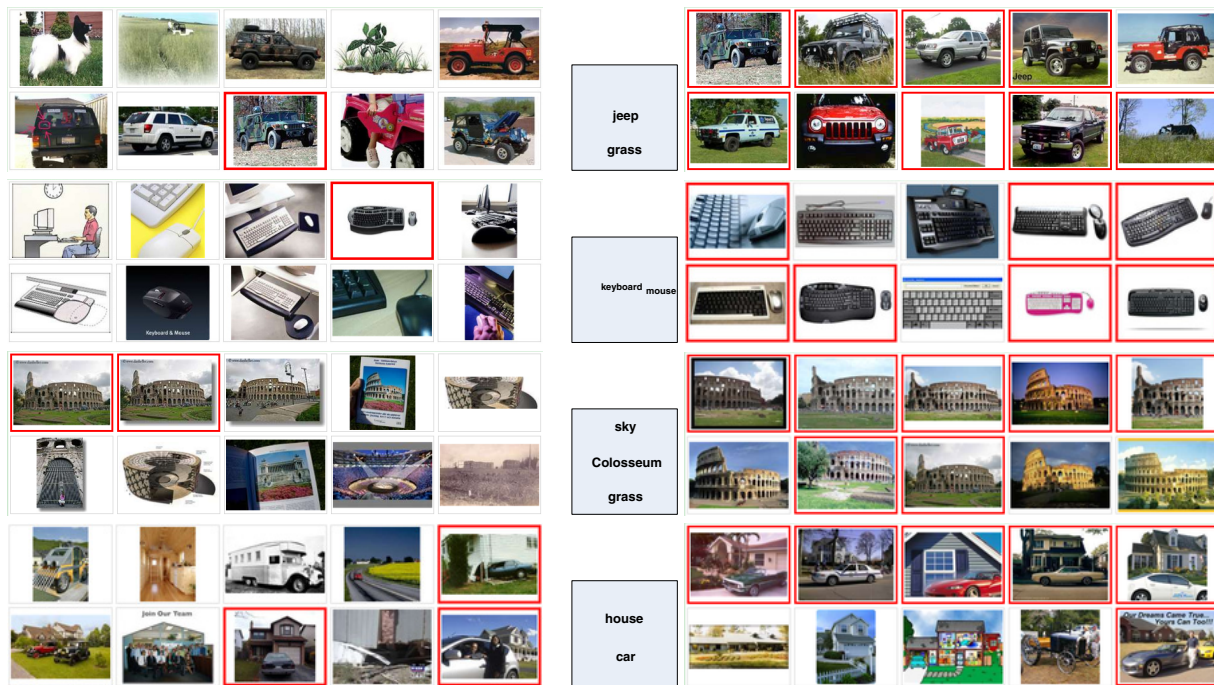 jeep
grass
Jeep
keyboard mouse
Keyboard & Mouse
sky
Colosseum
grass
house
car
Join Our Team
Our Dreams Came True...
Yours Can Too!!!